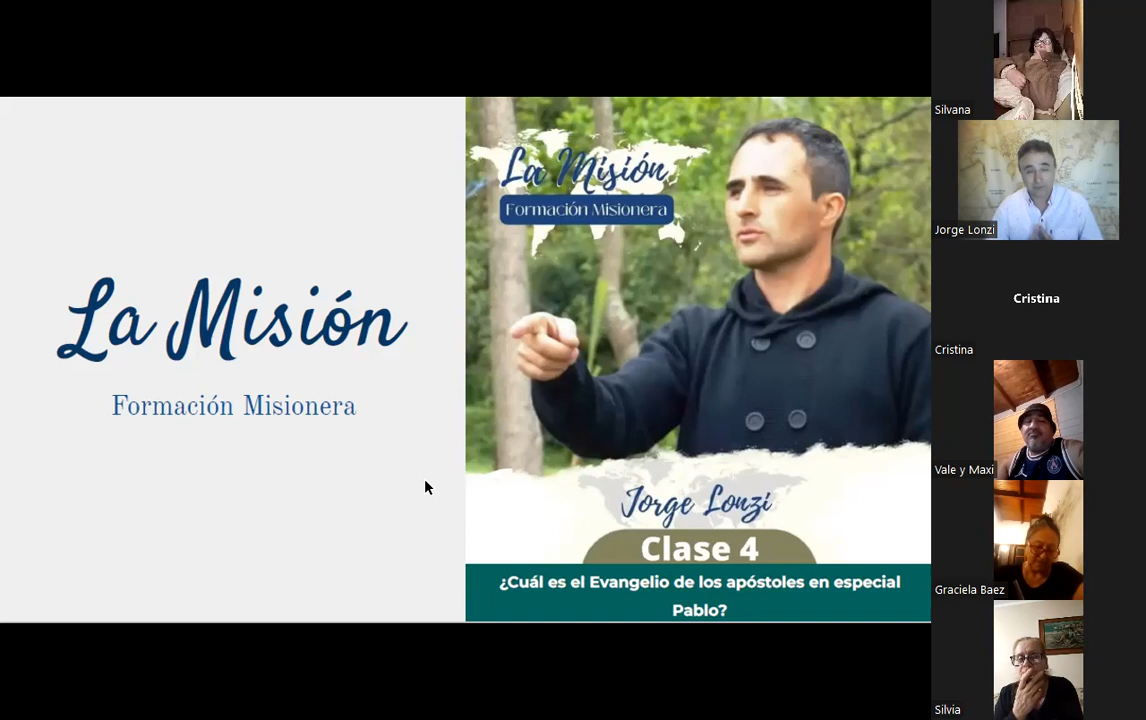 La Misión
Formación Misionera
La Misión
Formación Misionera
Jorge Lonzi
Clase 4
¿Cuál es el Evangelio de los apóstoles en especial
Pablo?
Silvana
Jorge Lonzi
Cristina
Cristina
Vale y Maxi
Graciela Baez
Silvia